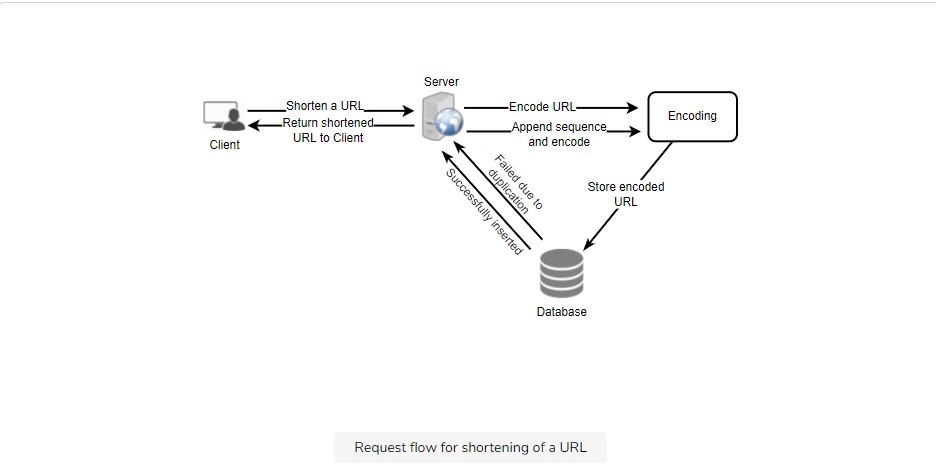 Server
Shorten a URL
Return shortened
URL to Client
Client
Encode URL
Append sequence
and encode
Encoding
Failed due to
duplication
Successfully inserted
Store encoded
URL
Database
Request flow for shortening of a URL